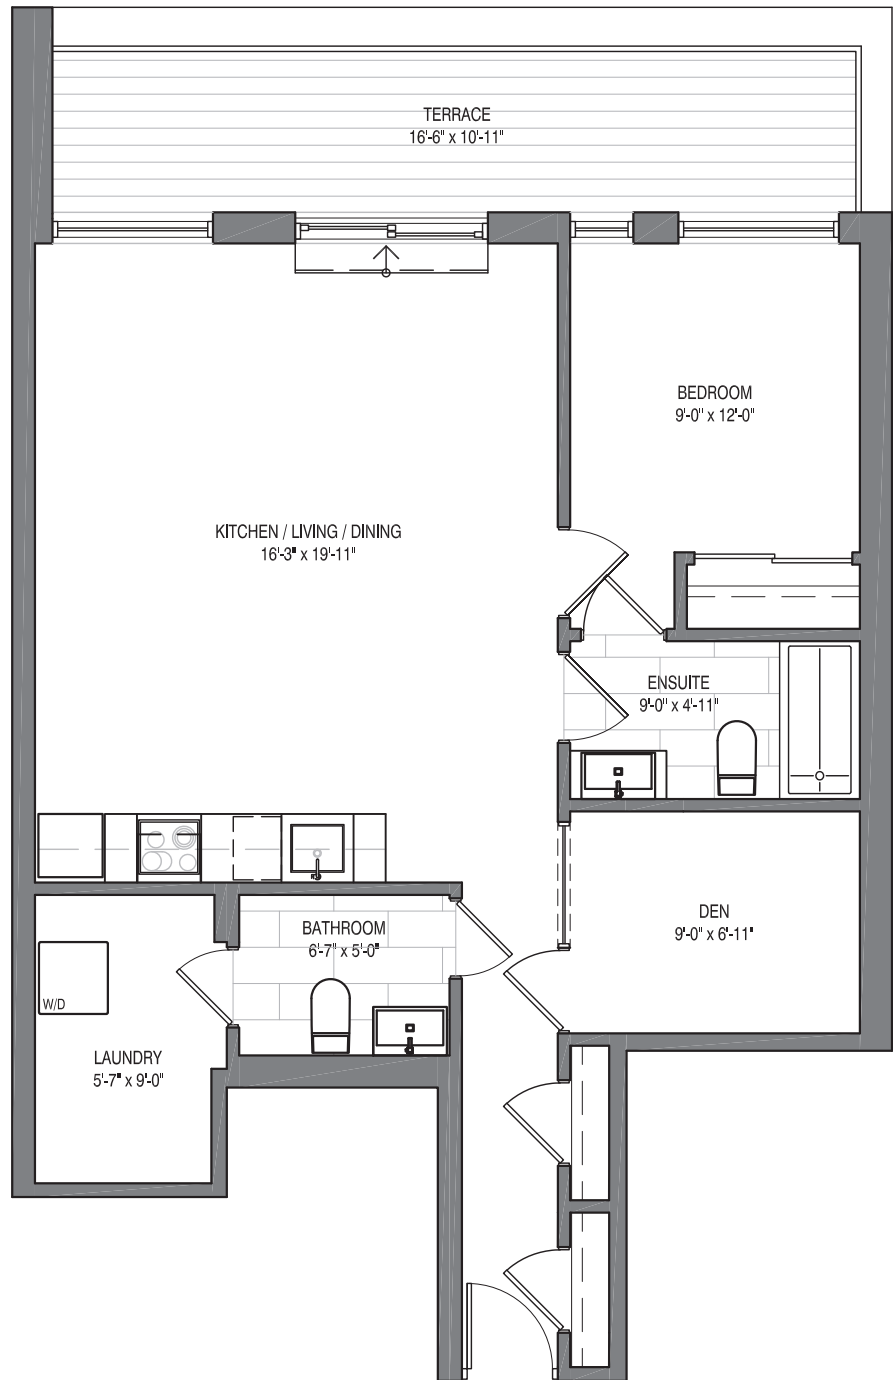 TERRACE
16'-6" x 10'-11"
BEDROOM
9'-0" x 12'-0"
KITCHEN / LIVING / DINING
16'-3" x 19'-11"
ENSUITE
9'-0" x 4'-11"
DEN
9'-0" x 6'-11"
BATHROOM
6'-7" x 5'-0"
W/D
LAUNDRY
5'-7" x 9'-0"